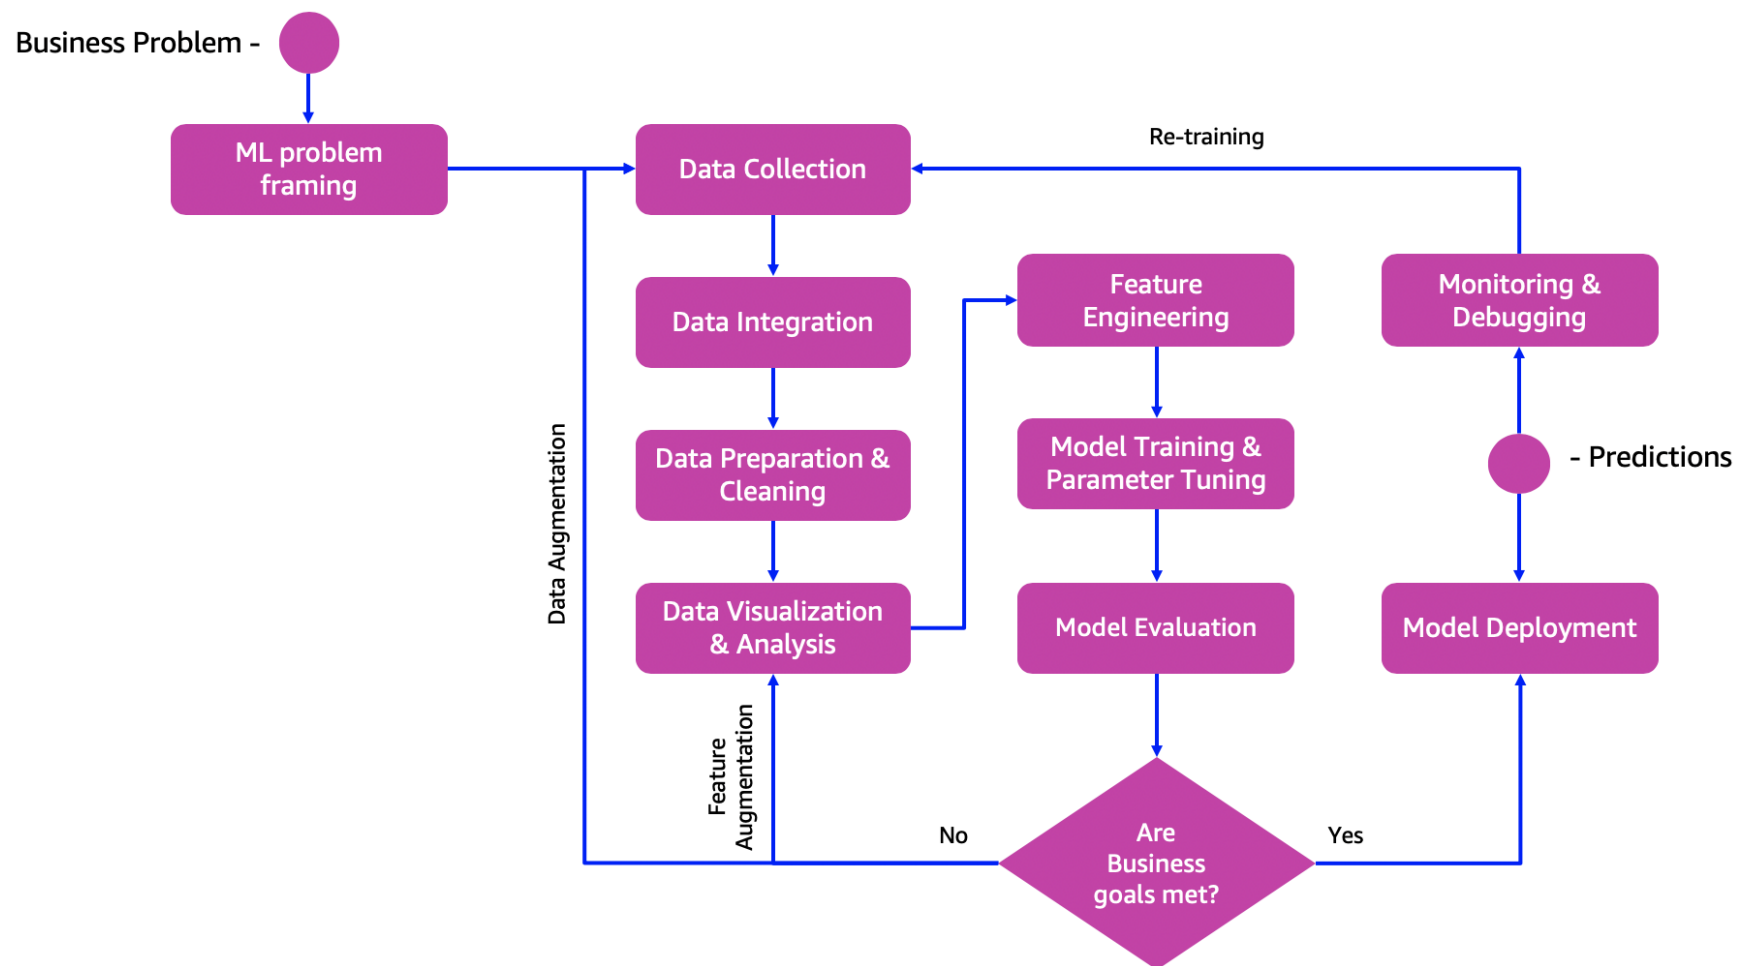 Business Problem -
ML problem
framing
Data Collection
Re-training
Data Integration
Feature
Engineering
Monitoring &
Debugging
Data Preparation &
Cleaning
Model Training &
Parameter Tuning
- Predictions
Data Augmentation
Data Visualization
& Analysis
Model Evaluation
Model Deployment
Feature
Augmentation
No
Are
Business
goals met?
Yes